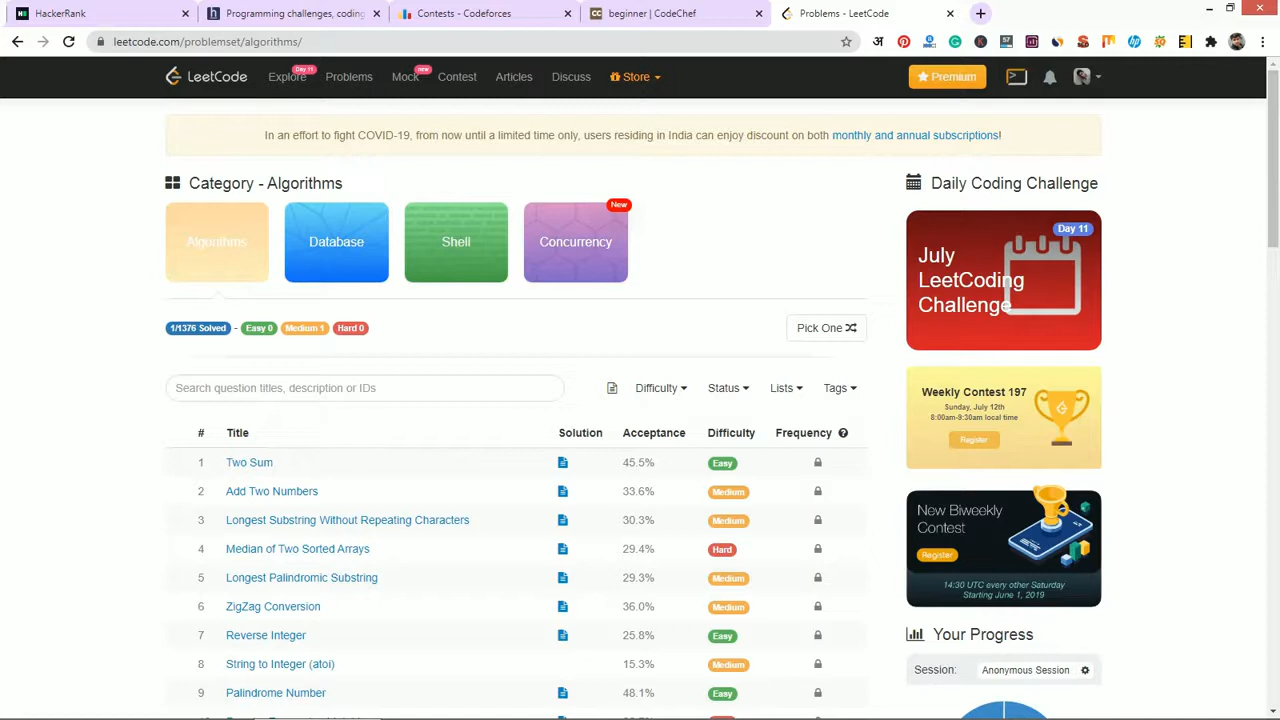 HackerRank
Programming challenges, coding
Contests - Codeforces
beginner | CodeChef
Problems - LeetCode
leetcode.com/problemset/algorithms/
LeetCode
Explore
Day 11
Problems
Mock
new
Contest
Articles
Discuss
Store
Premium
In an effort to fight COVID-19, from now until a limited time only, users residing in India can enjoy discount on both monthly and annual subscriptions!
Category - Algorithms
Algorithms
Database
Shell
Concurrency
New
1/1376 Solved - Easy 0 Medium 1 Hard 0
Pick One
Search question titles, description or IDs
Difficulty
Status
Lists
Tags
# Title Solution Acceptance Difficulty Frequency
1 Two Sum 45.5% Easy
2 Add Two Numbers 33.6% Medium
3 Longest Substring Without Repeating Characters 30.3% Medium
4 Median of Two Sorted Arrays 29.4% Hard
5 Longest Palindromic Substring 29.3% Medium
6 ZigZag Conversion 36.0% Medium
7 Reverse Integer 25.8% Easy
8 String to Integer (atoi) 15.3% Medium
9 Palindrome Number 48.1% Easy
Daily Coding Challenge
Day 11
July
LeetCoding
Challenge
Weekly Contest 197
Sunday, July 12th
8:00am-9:30am local time
Register
New Biweekly
Contest
Register
14:30 UTC every other Saturday
Starting June 1, 2019
Your Progress
Session: Anonymous Session